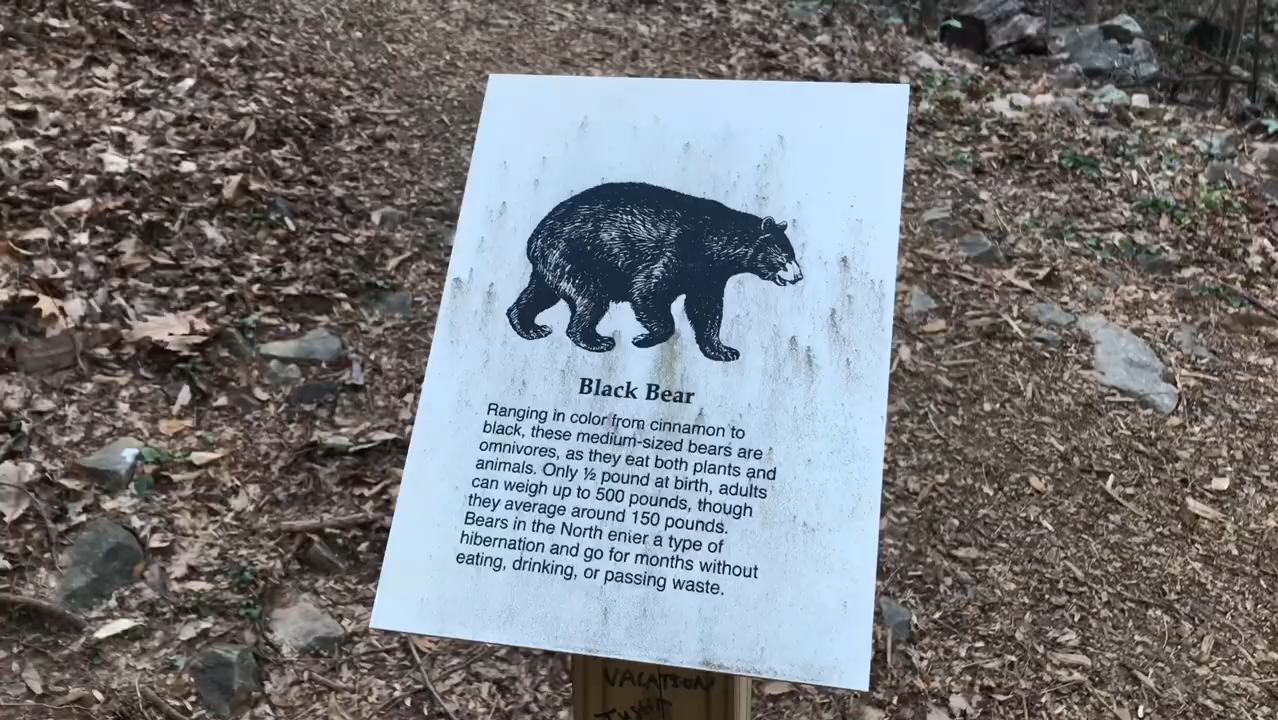 Black Bear
Ranging in color from cinnamon to
black, these medium-sized bears are
omnivores, as they eat both plants and
animals. Only ½ pound at birth, adults
can weigh up to 500 pounds, though
they average around 150 pounds.
Bears in the North enter a type of
hibernation and go for months without
eating, drinking, or passing waste.